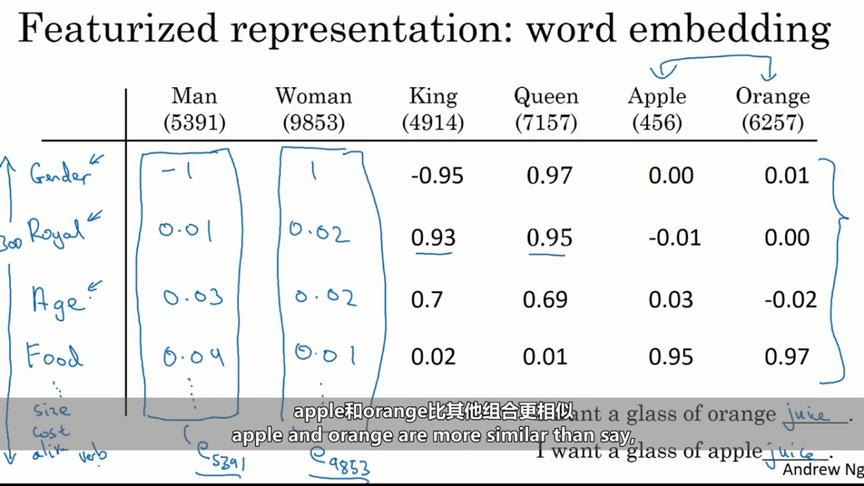 Featurized representation: word embedding
Man Woman King Queen Apple Orange
(5391) (9853) (4914) (7157) (456) (6257)
Gender -1 1 -0.95 0.97 0.00 0.01
300 Royal 0.01 0.02 0.93 0.95 -0.01 0.00
Age 0.03 0.02 0.7 0.69 0.03 -0.02
Food 0.09 0.01 0.02 0.01 0.95 0.97
size
cost
alive verb
e5391 e9853
want a glass of orange juice.
I want a glass of apple juice.
apple和orange比其他组合更相似
apple and orange are more similar than say,
Andrew Ng